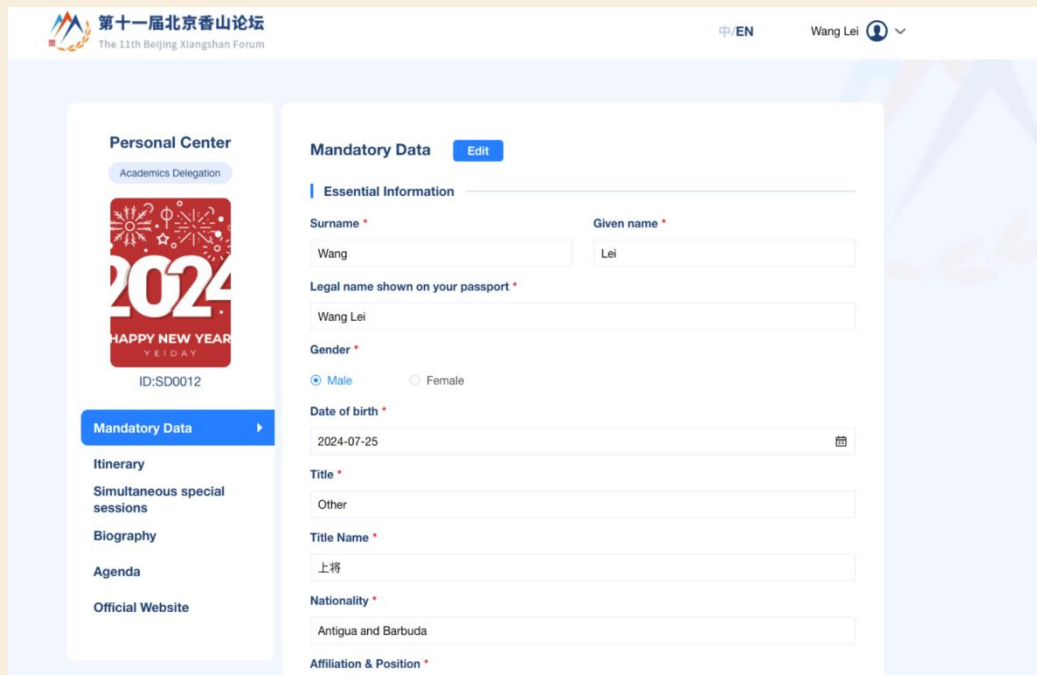 第十一届北京香山论坛
The 11th Beijing Xiangshan Forum
中/EN
Wang Lei
Personal Center
Academics Delegation
2024
HAPPY NEW YEAR
YEIDAY
ID:SD0012
Mandatory Data
Itinerary
Simultaneous special
sessions
Biography
Agenda
Official Website
Mandatory Data
Edit
Essential Information
Surname *
Given name *
Wang
Lei
Legal name shown on your passport *
Wang Lei
Gender *
Male
Female
Date of birth *
2024-07-25
Title *
Other
Title Name *
上将
Nationality *
Antigua and Barbuda
Affiliation & Position *